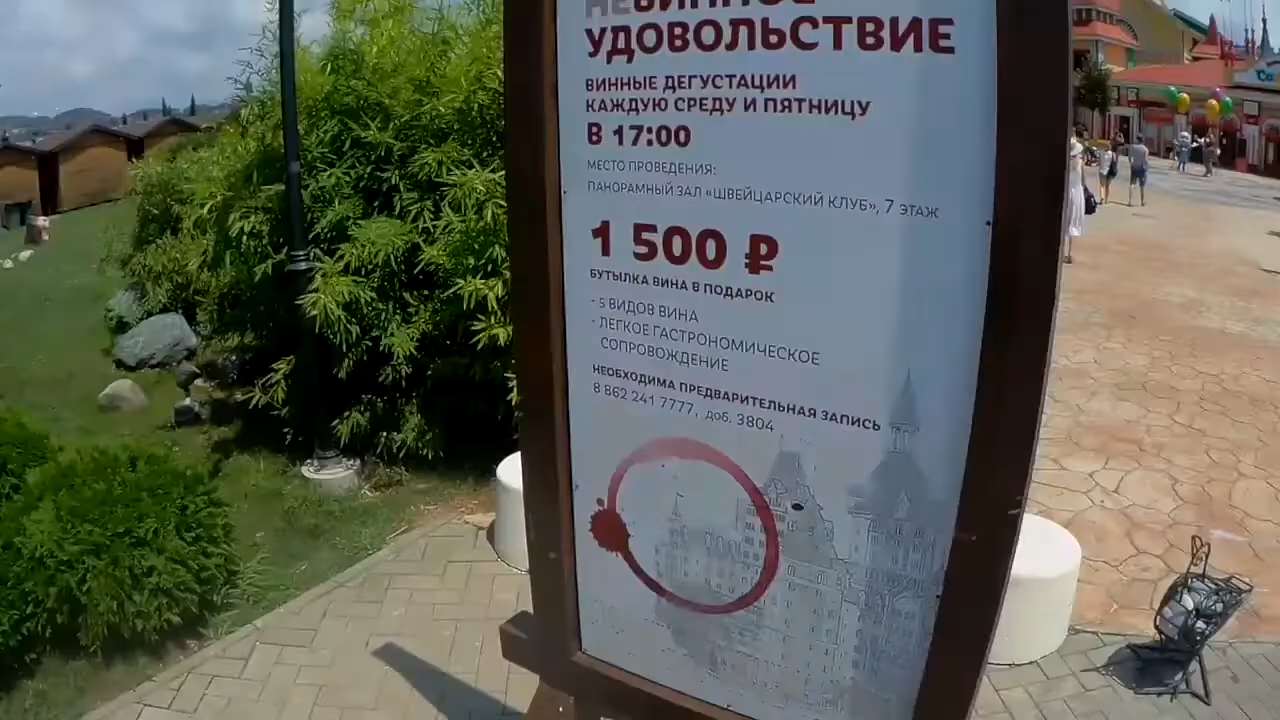 НЕВИННОЕ
УДОВОЛЬСТВИЕ
ВИННЫЕ ДЕГУСТАЦИИ
КАЖДУЮ СРЕДУ И ПЯТНИЦУ
В 17:00
МЕСТО ПРОВЕДЕНИЯ:
ПАНОРАМНЫЙ ЗАЛ «ШВЕЙЦАРСКИЙ КЛУБ», 7 ЭТАЖ
1 500 ₽
БУТЫЛКА ВИНА В ПОДАРОК
- 5 ВИДОВ ВИНА
- ЛЕГКОЕ ГАСТРОНОМИЧЕСКОЕ
СОПРОВОЖДЕНИЕ
НЕОБХОДИМА ПРЕДВАРИТЕЛЬНАЯ ЗАПИСЬ
8 862 241 7777, доб. 3804